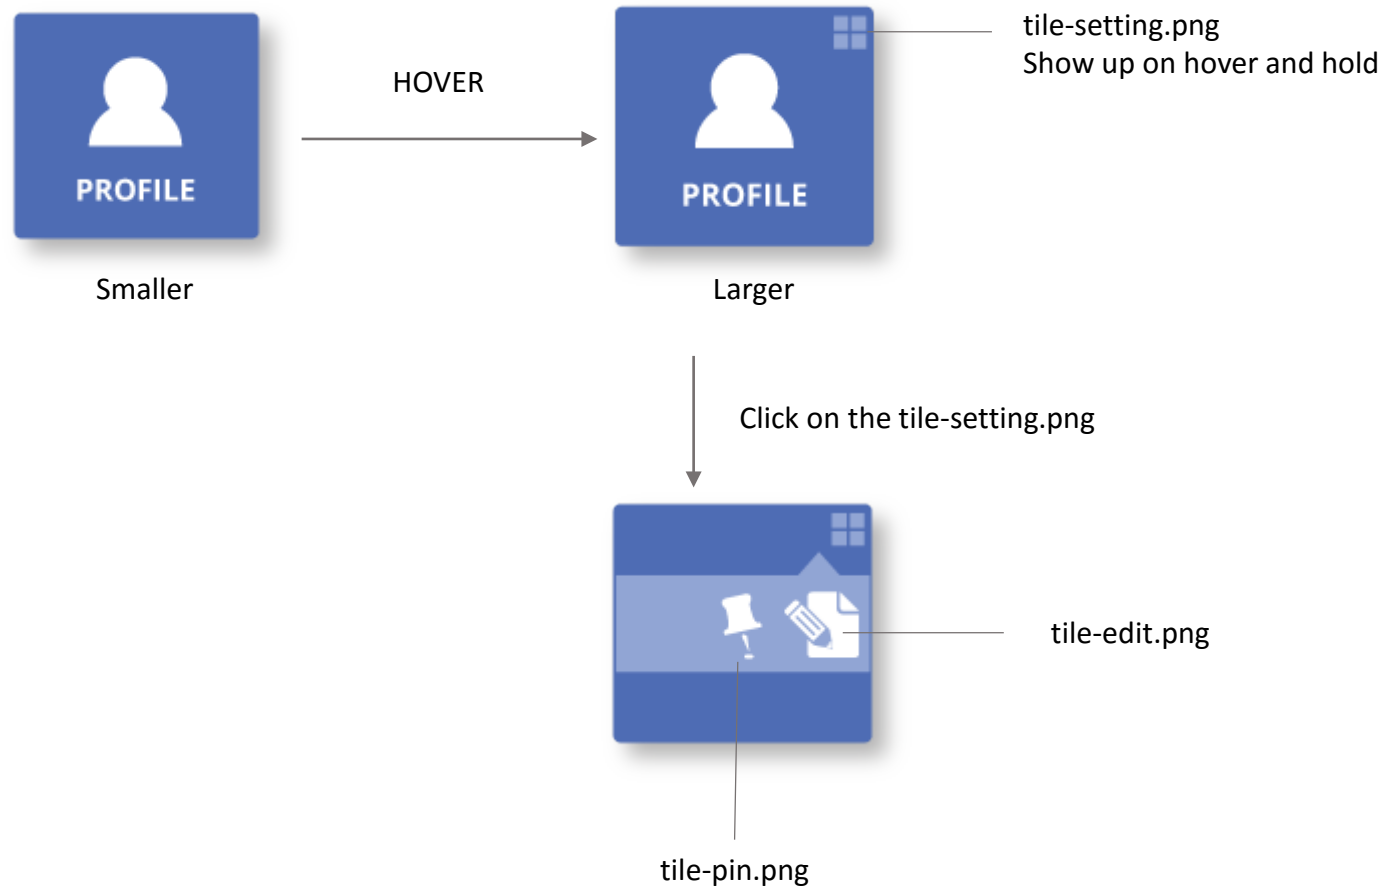 tile-setting.png
Show up on hover and hold
HOVER
PROFILE
PROFILE
Smaller
Larger
Click on the tile-setting.png
tile-edit.png
tile-pin.png